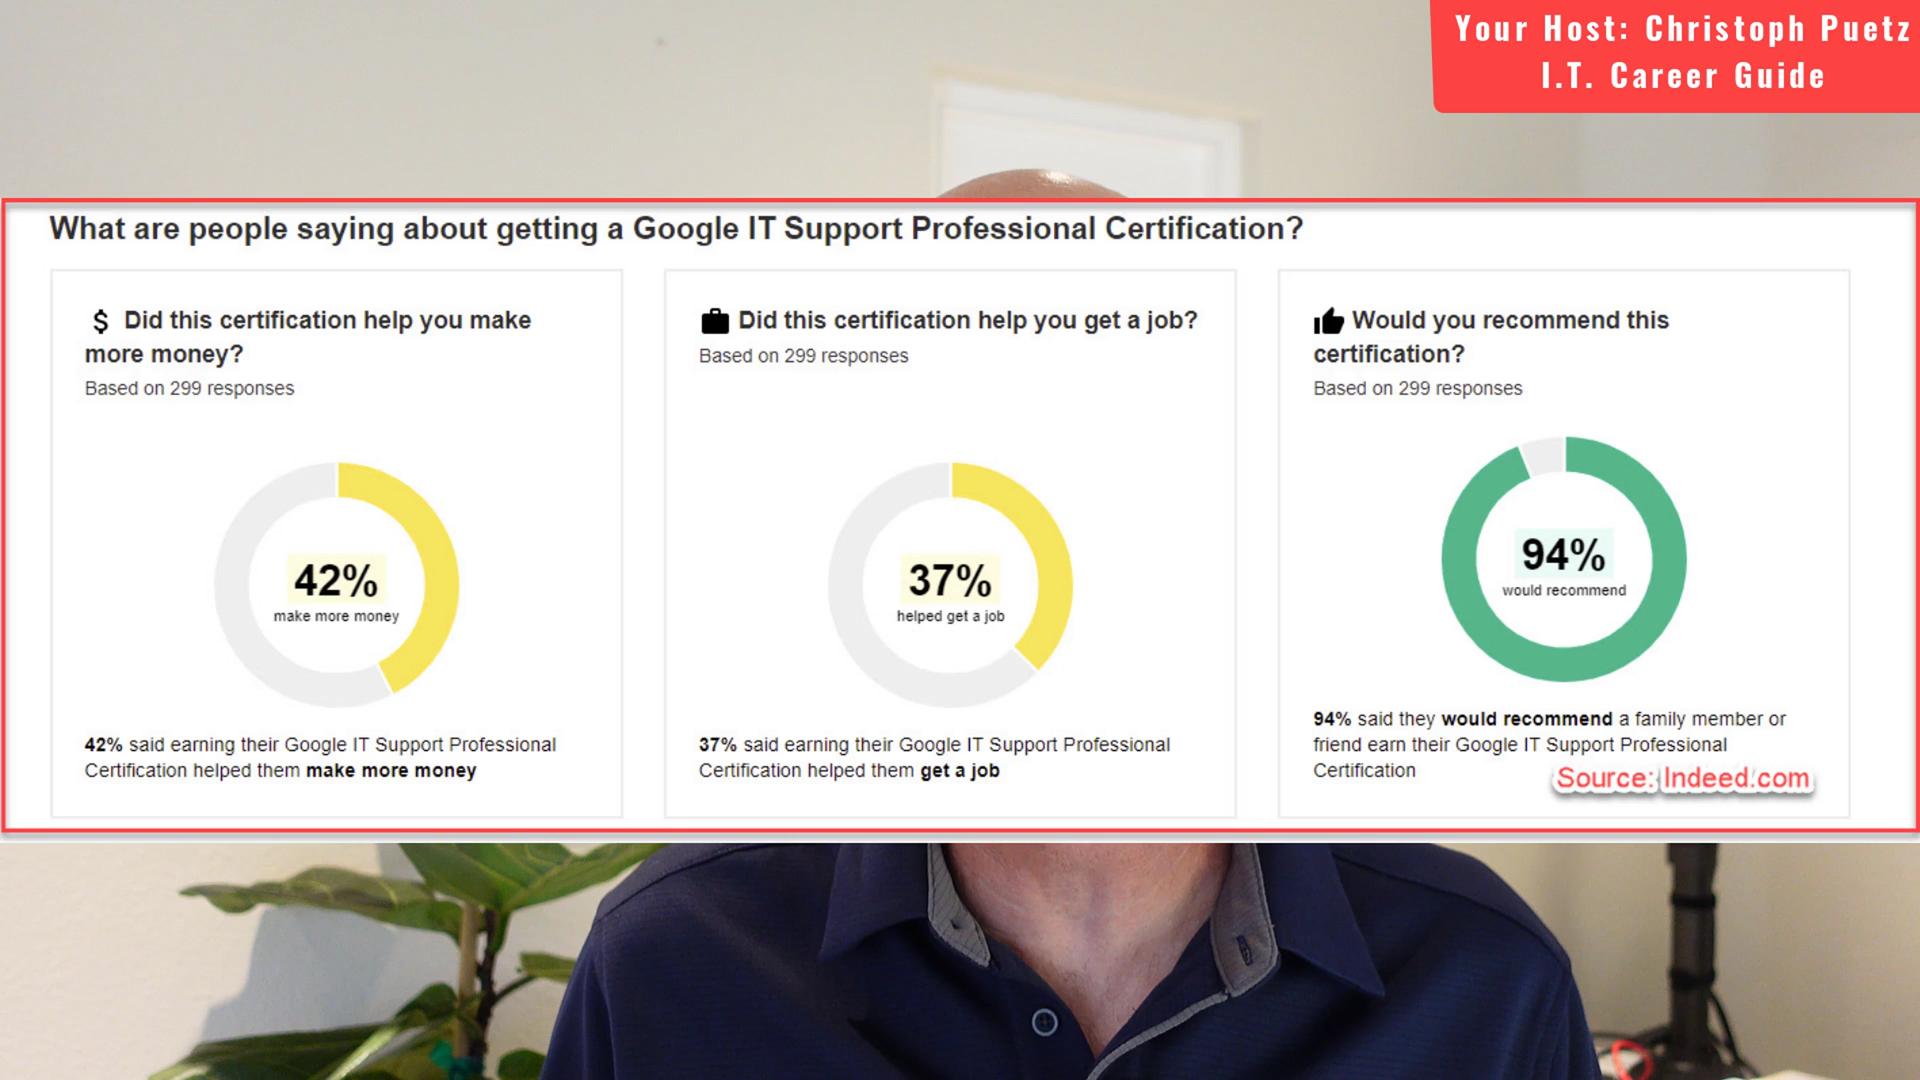 Your Host: Christoph Puetz
I.T. Career Guide
What are people saying about getting a Google IT Support Professional Certification?
$ Did this certification help you make
more money?
Based on 299 responses
42%
make more money
42% said earning their Google IT Support Professional
Certification helped them make more money
Did this certification help you get a job?
Based on 299 responses
37%
helped get a job
37% said earning their Google IT Support Professional
Certification helped them get a job
Would you recommend this
certification?
Based on 299 responses
94%
would recommend
94% said they would recommend a family member or
friend earn their Google IT Support Professional
Certification
Source: Indeed.com